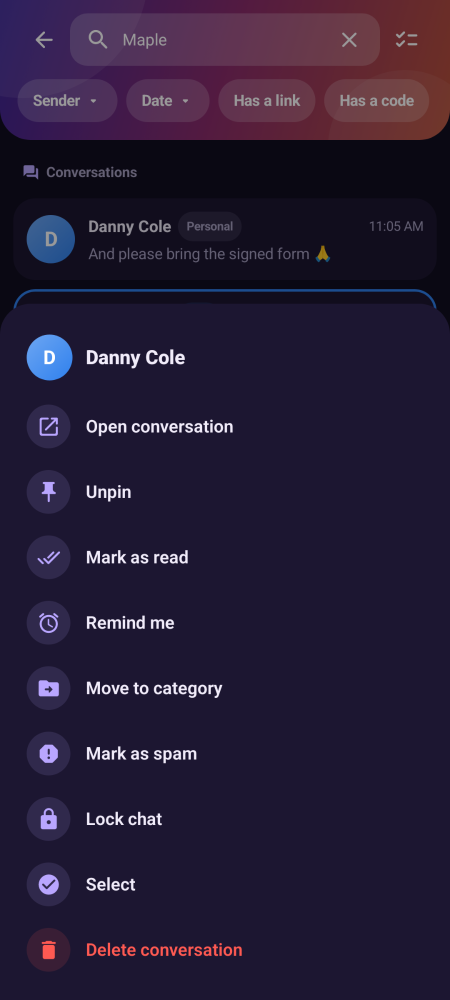 Maple
Sender
Date
Has a link
Has a code
Conversations
D
Danny Cole Personal 11:05 AM
And please bring the signed form 🙏
D
Danny Cole
Open conversation
Unpin
Mark as read
Remind me
Move to category
Mark as spam
Lock chat
Select
Delete conversation